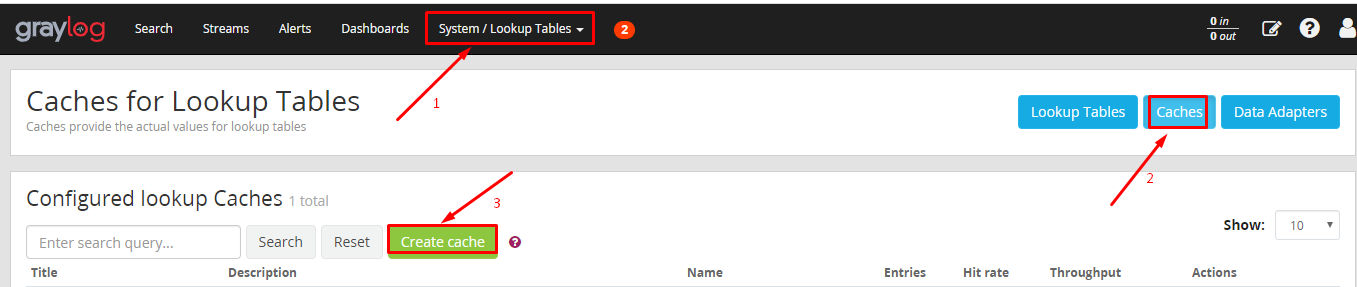 graylog Search Streams Alerts Dashboards System / Lookup Tables 2 0 in
0 out
1
Caches for Lookup Tables
Caches provide the actual values for lookup tables
Lookup Tables Caches Data Adapters
2
Configured lookup Caches 1 total
3
Show: 10
Enter search query... Search Reset Create cache ?
Title Description Name Entries Hit rate Throughput Actions